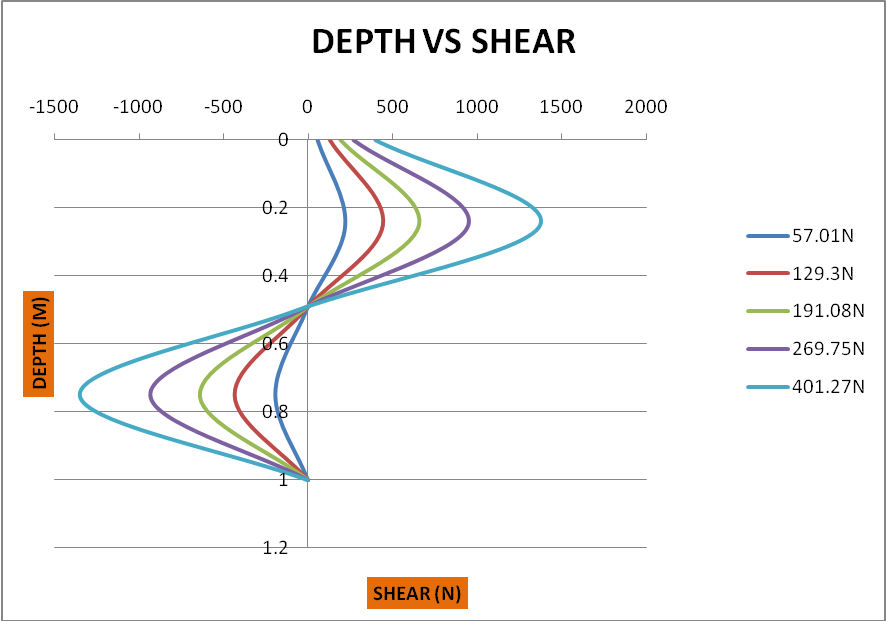 DEPTH VS SHEAR
-1500 -1000 -500 0 500 1000 1500 2000
0
0.2
0.4
0.6
0.8
1
1.2
DEPTH (M)
SHEAR (N)
57.01N
129.3N
191.08N
269.75N
401.27N